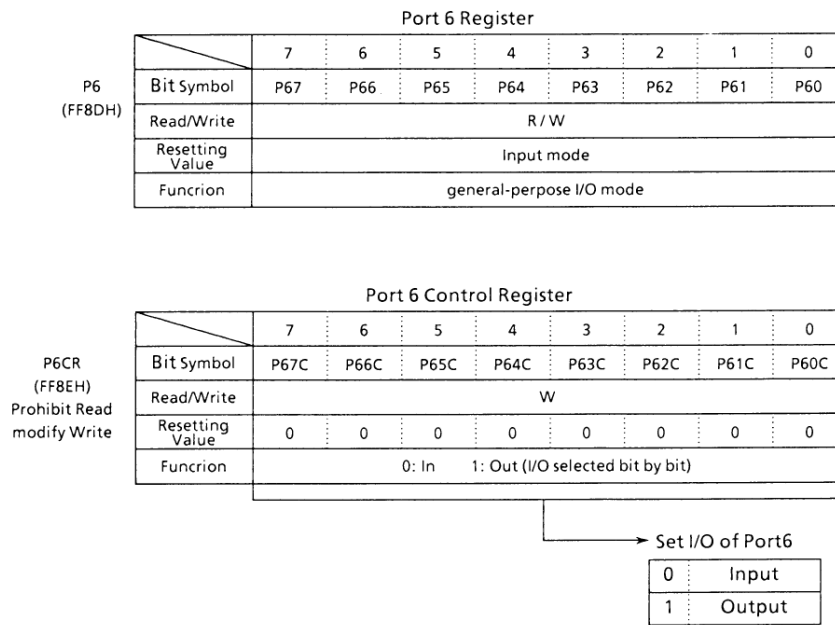 Port 6 Register
7 6 5 4 3 2 1 0
P6
(FF8DH)
Bit Symbol P67 P66 P65 P64 P63 P62 P61 P60
Read/Write R / W
Resetting
Value
Input mode
Funcrion general-perpose I/O mode
Port 6 Control Register
7 6 5 4 3 2 1 0
P6CR
(FF8EH)
Prohibit Read
modify Write
Bit Symbol P67C P66C P65C P64C P63C P62C P61C P60C
Read/Write W
Resetting
Value
0 0 0 0 0 0 0 0
Funcrion 0: In 1: Out (I/O selected bit by bit)
Set I/O of Port6
0 Input
1 Output